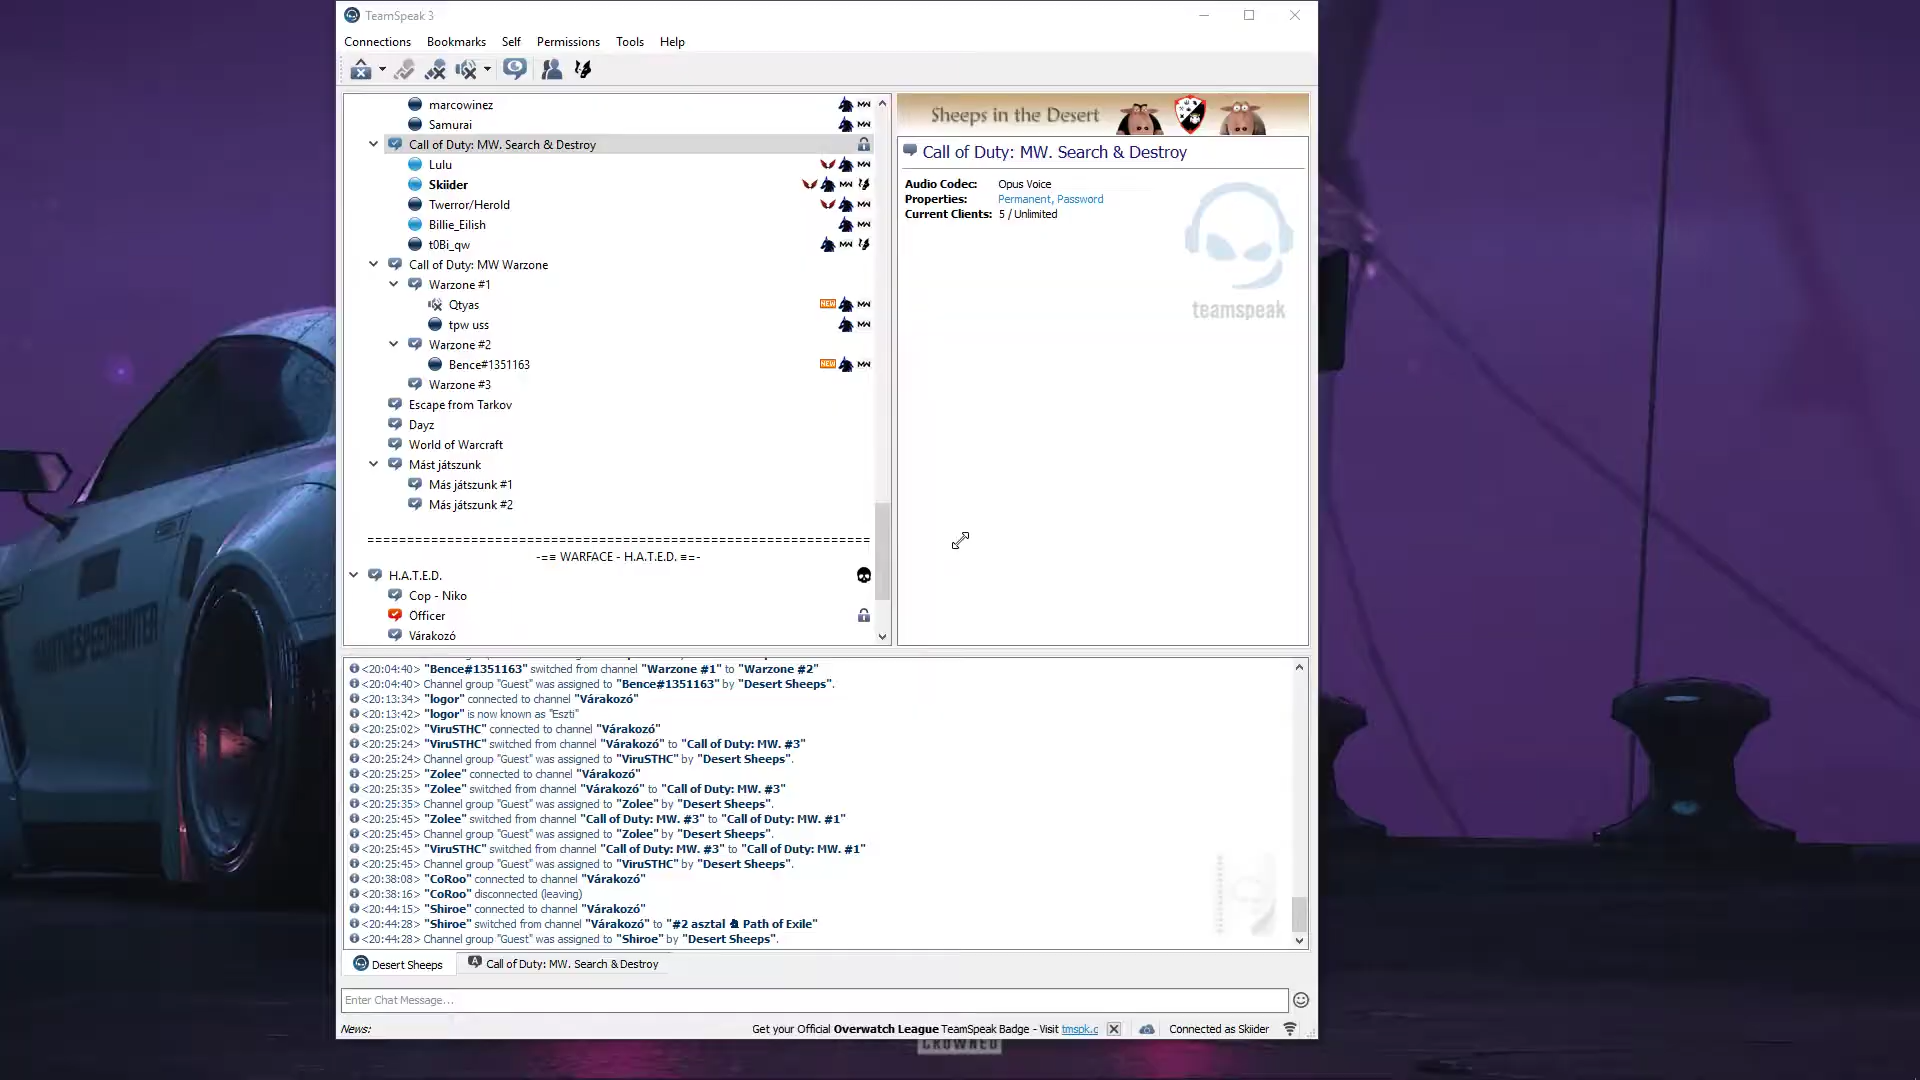 TeamSpeak 3
Connections Bookmarks Self Permissions Tools Help
marcowinez
Samurai
Call of Duty: MW. Search & Destroy
Lulu
Skiider
Twerror/Herold
Billie_Eilish
t0Bi_qw
Call of Duty: MW Warzone
Warzone #1
Qtyas NEW
tpw uss
Warzone #2
Bence#1351163 NEW
Warzone #3
Escape from Tarkov
Dayz
World of Warcraft
Mást játszunk
Más játszunk #1
Más játszunk #2
================================================================
-=≡ WARFACE - H.A.T.E.D. ≡=-
H.A.T.E.D.
Cop - Niko
Officer
Várakozó
Sheeps in the Desert
Call of Duty: MW. Search & Destroy
Audio Codec: Opus Voice
Properties: Permanent, Password
Current Clients: 5 / Unlimited
teamspeak
<20:04:40> "Bence#1351163" switched from channel "Warzone #1" to "Warzone #2"
<20:04:40> Channel group "Guest" was assigned to "Bence#1351163" by "Desert Sheeps".
<20:13:34> "logor" connected to channel "Várakozó"
<20:13:42> "logor" is now known as "Eszti"
<20:25:02> "ViruSTHC" connected to channel "Várakozó"
<20:25:24> "ViruSTHC" switched from channel "Várakozó" to "Call of Duty: MW. #3"
<20:25:24> Channel group "Guest" was assigned to "ViruSTHC" by "Desert Sheeps".
<20:25:25> "Zolee" connected to channel "Várakozó"
<20:25:35> "Zolee" switched from channel "Várakozó" to "Call of Duty: MW. #3"
<20:25:35> Channel group "Guest" was assigned to "Zolee" by "Desert Sheeps".
<20:25:45> "Zolee" switched from channel "Call of Duty: MW. #3" to "Call of Duty: MW. #1"
<20:25:45> Channel group "Guest" was assigned to "Zolee" by "Desert Sheeps".
<20:25:45> "ViruSTHC" switched from channel "Call of Duty: MW. #3" to "Call of Duty: MW. #1"
<20:25:45> Channel group "Guest" was assigned to "ViruSTHC" by "Desert Sheeps".
<20:38:08> "CoRoo" connected to channel "Várakozó"
<20:38:16> "CoRoo" disconnected (leaving)
<20:44:15> "Shiroe" connected to channel "Várakozó"
<20:44:28> "Shiroe" switched from channel "Várakozó" to "#2 asztal Path of Exile"
<20:44:28> Channel group "Guest" was assigned to "Shiroe" by "Desert Sheeps".
Desert Sheeps Call of Duty: MW. Search & Destroy
Enter Chat Message...
News: Get your Official Overwatch League TeamSpeak Badge - Visit tmspk.c Connected as Skiider
CROWNED